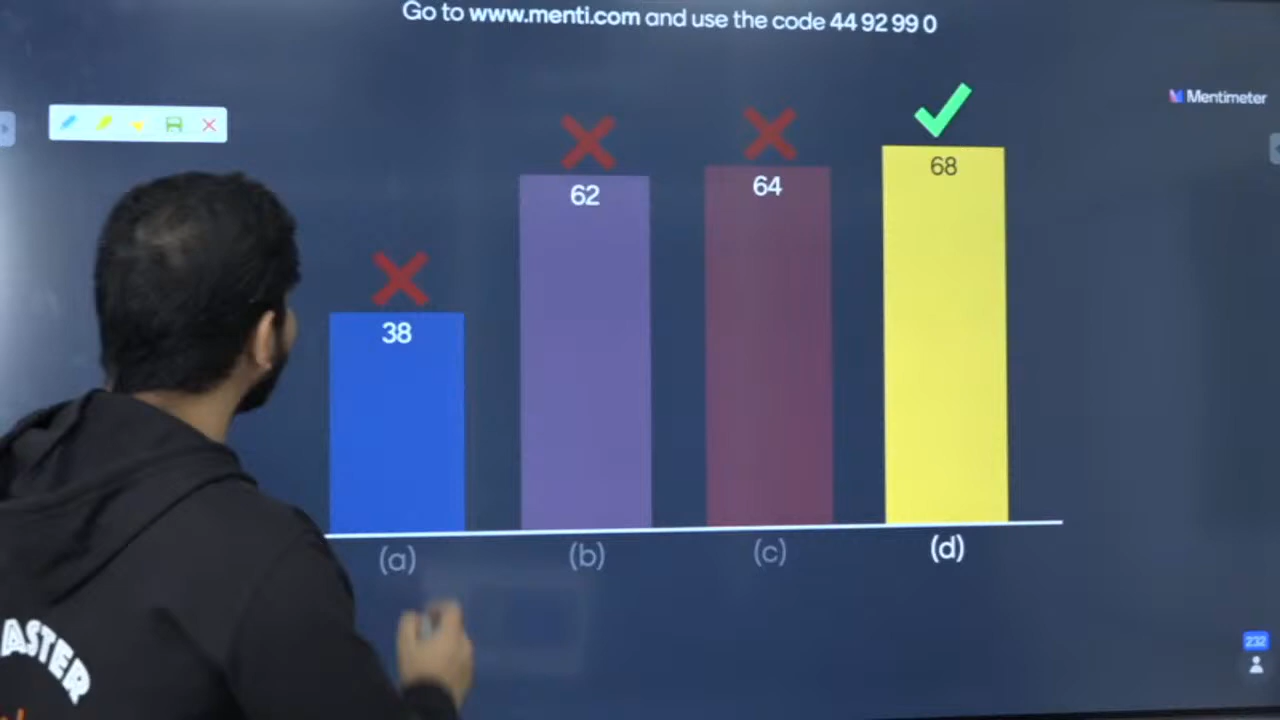 Go to www.menti.com and use the code 44 92 99 0
Mentimeter
38
62
64
68
(a)
(b)
(c)
(d)
232
ASTER